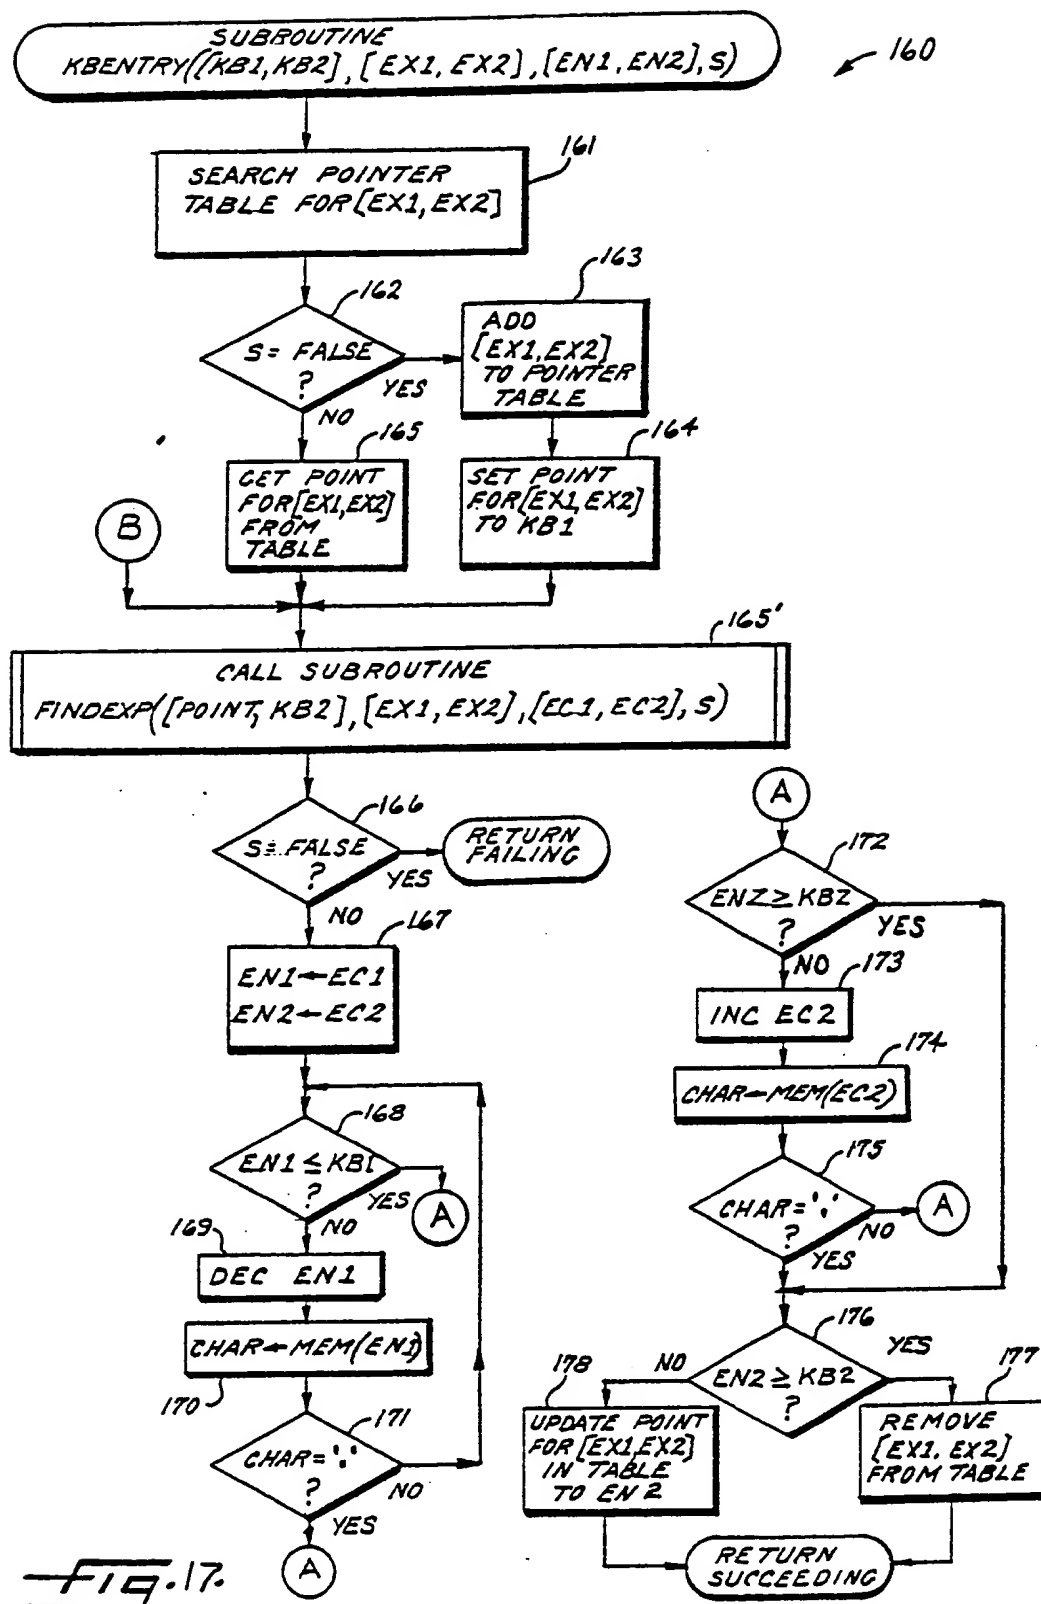 SUBROUTINE
KBENTRY([KB1,KB2],[EX1,EX2],[EN1,EN2],S)
160
161
SEARCH POINTER
TABLE FOR[EX1,EX2]
162
S= FALSE
?
YES
NO
163
ADD
[EX1,EX2]
TO POINTER
TABLE
165
GET POINT
FOR[EX1,EX2]
FROM
TABLE
164
SET POINT
FOR[EX1,EX2]
TO KB1
B
165'
CALL SUBROUTINE
FINDEXP([POINT,KB2],[EX1,EX2],[EC1,EC2],S)
166
S= FALSE
?
YES
NO
RETURN
FAILING
167
EN1←EC1
EN2←EC2
168
EN1≤KB1
?
YES
NO
A
169
DEC EN1
CHAR←MEM(EN1)
170
171
CHAR='.'
?
NO
YES
A
A
172
EN2≥KB2
?
YES
NO
173
INC EC2
174
CHAR←MEM(EC2)
175
CHAR='.'
?
NO
YES
A
176
EN2≥KB2
?
NO
YES
178
UPDATE POINT
FOR[EX1,EX2]
IN TABLE
TO EN2
177
REMOVE
[EX1,EX2]
FROM TABLE
RETURN
SUCCEEDING
Fig.17.